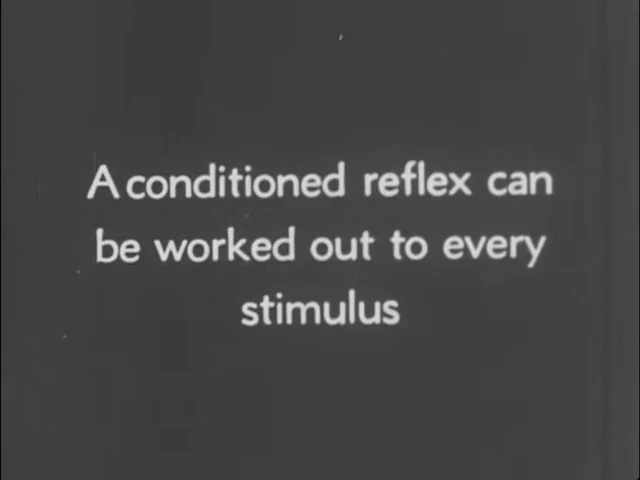 A conditioned reflex can
be worked out to every
stimulus